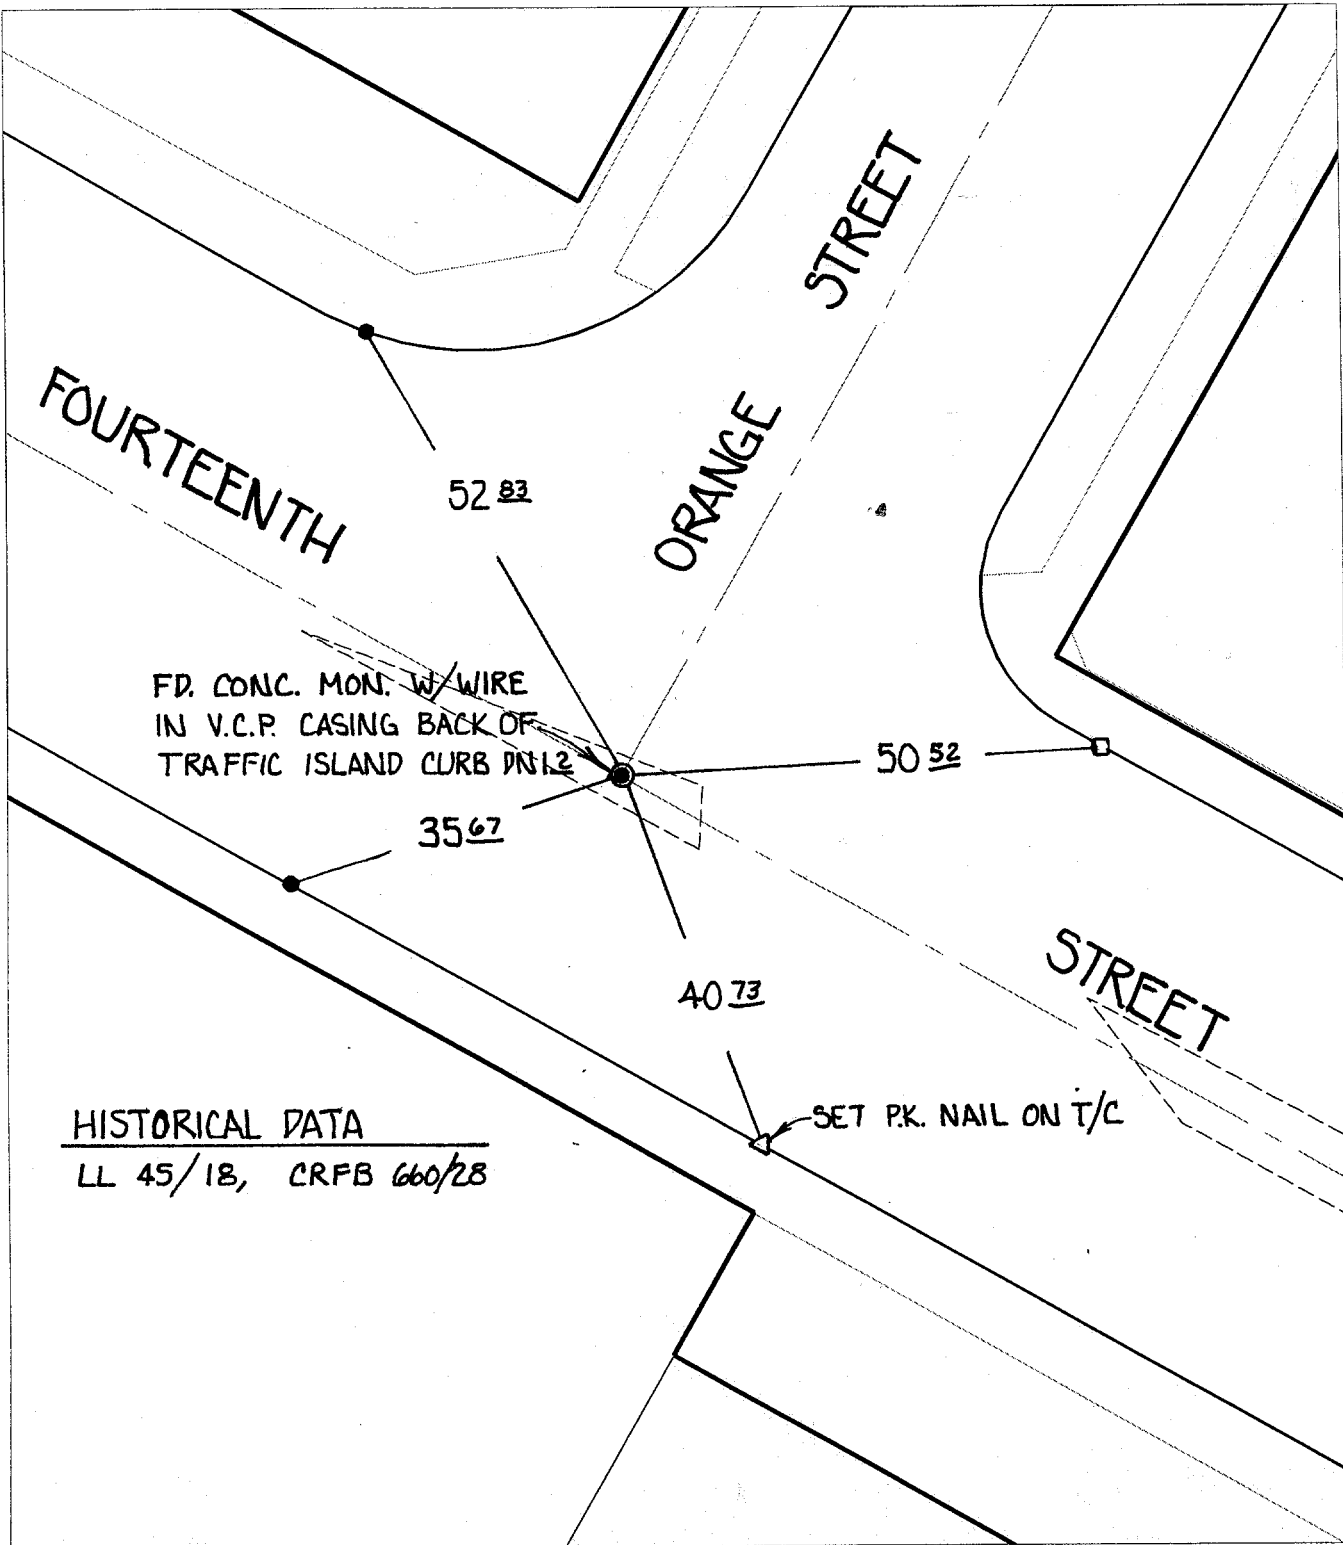 STREET
ORANGE
FOURTEENTH
52 83
FD. CONC. MON. W/WIRE
IN V.C.P. CASING BACK OF
TRAFFIC ISLAND CURB DN 1.2
50 52
35 67
STREET
40 73
SET P.K. NAIL ON T/C
HISTORICAL DATA
LL 45/18, CRFB 660/28